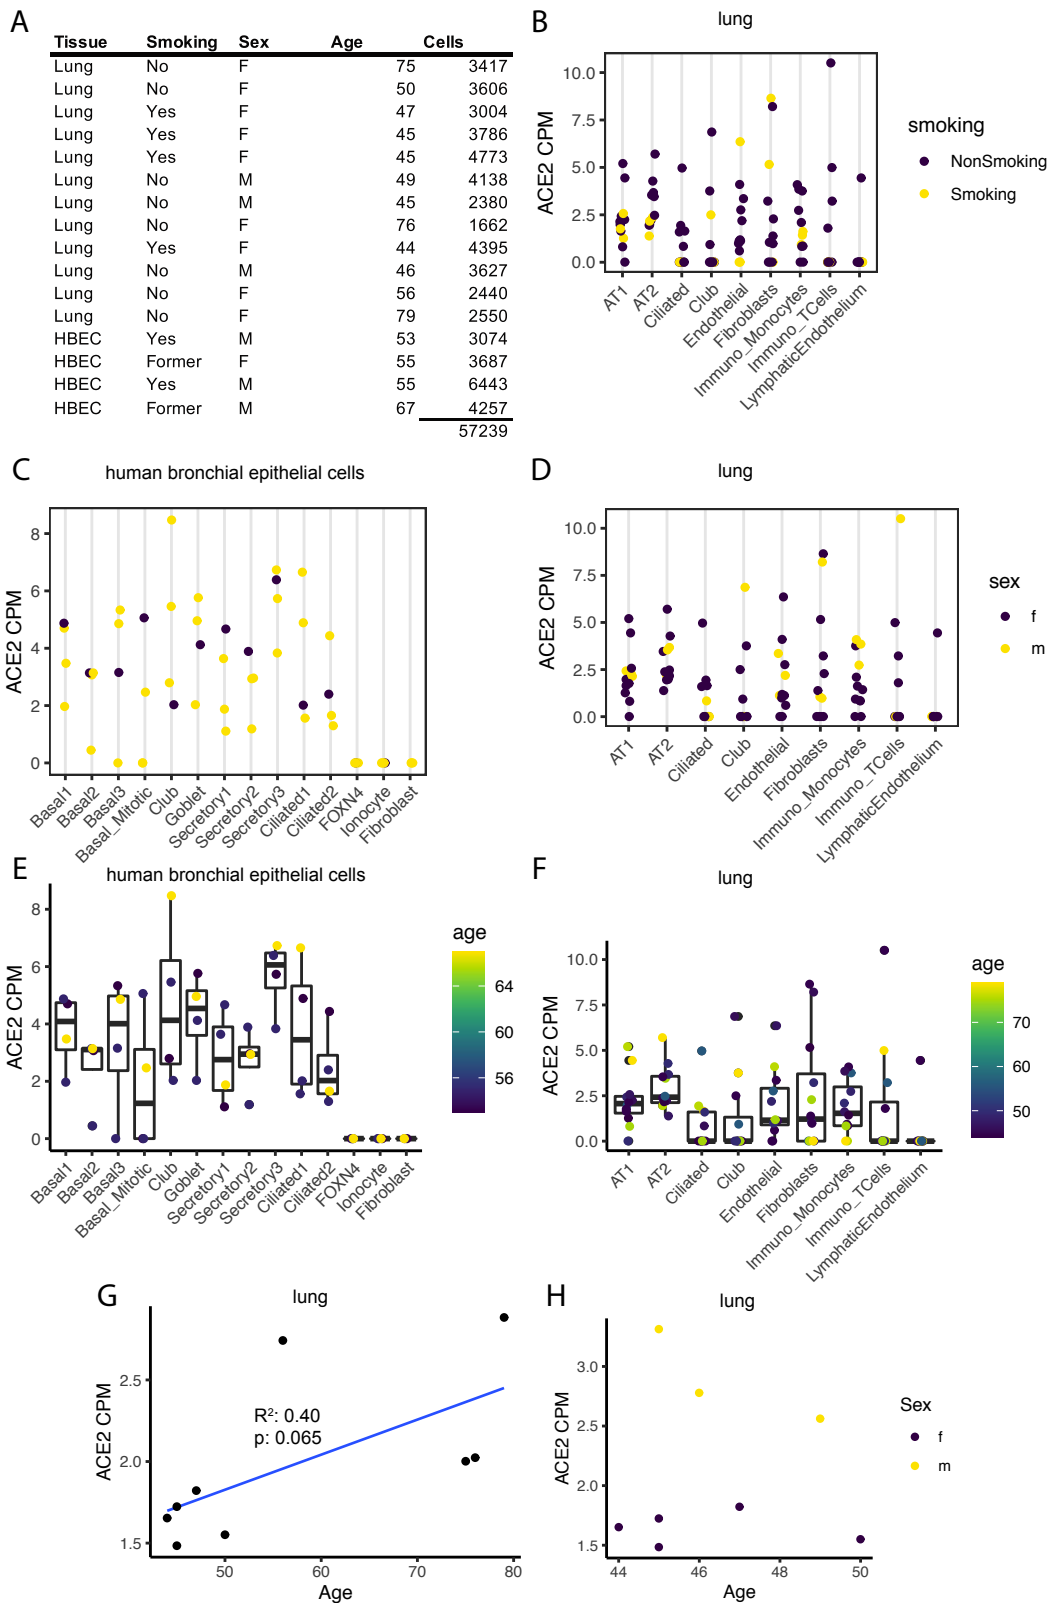 A
Tissue Smoking Sex Age Cells
Lung No F 75 3417
Lung No F 50 3606
Lung Yes F 47 3004
Lung Yes F 45 3786
Lung Yes F 45 4773
Lung No M 49 4138
Lung No M 45 2380
Lung No F 76 1662
Lung Yes F 44 4395
Lung No M 46 3627
Lung No F 56 2440
Lung No F 79 2550
HBEC Yes M 53 3074
HBEC Former F 55 3687
HBEC Yes M 55 6443
HBEC Former M 67 4257
57239
B
lung
ACE2 CPM
10.0
7.5
5.0
2.5
0.0
AT1
AT2
Ciliated
Club
Endothelial
Fibroblasts
Immuno_Monocytes
Immuno_TCells
LymphaticEndothelium
smoking
NonSmoking
Smoking
C
human bronchial epithelial cells
ACE2 CPM
8
6
4
2
0
Basal1
Basal2
Basal3
Basal_Mitotic
Club
Goblet
Secretory1
Secretory2
Secretory3
Ciliated1
Ciliated2
FOXN4
Ionocyte
Fibroblast
D
lung
ACE2 CPM
10.0
7.5
5.0
2.5
0.0
AT1
AT2
Ciliated
Club
Endothelial
Fibroblasts
Immuno_Monocytes
Immuno_TCells
LymphaticEndothelium
sex
f
m
E
human bronchial epithelial cells
ACE2 CPM
8
6
4
2
0
Basal1
Basal2
Basal3
Basal_Mitotic
Club
Goblet
Secretory1
Secretory2
Secretory3
Ciliated1
Ciliated2
FOXN4
Ionocyte
Fibroblast
age
64
60
56
F
lung
ACE2 CPM
10.0
7.5
5.0
2.5
0.0
AT1
AT2
Ciliated
Club
Endothelial
Fibroblasts
Immuno_Monocytes
Immuno_TCells
LymphaticEndothelium
age
70
60
50
G
lung
ACE2 CPM
2.5
2.0
1.5
R²: 0.40
p: 0.065
50 60 70 80
Age
H
lung
ACE2 CPM
3.0
2.5
2.0
1.5
44 46 48 50
Age
Sex
f
m